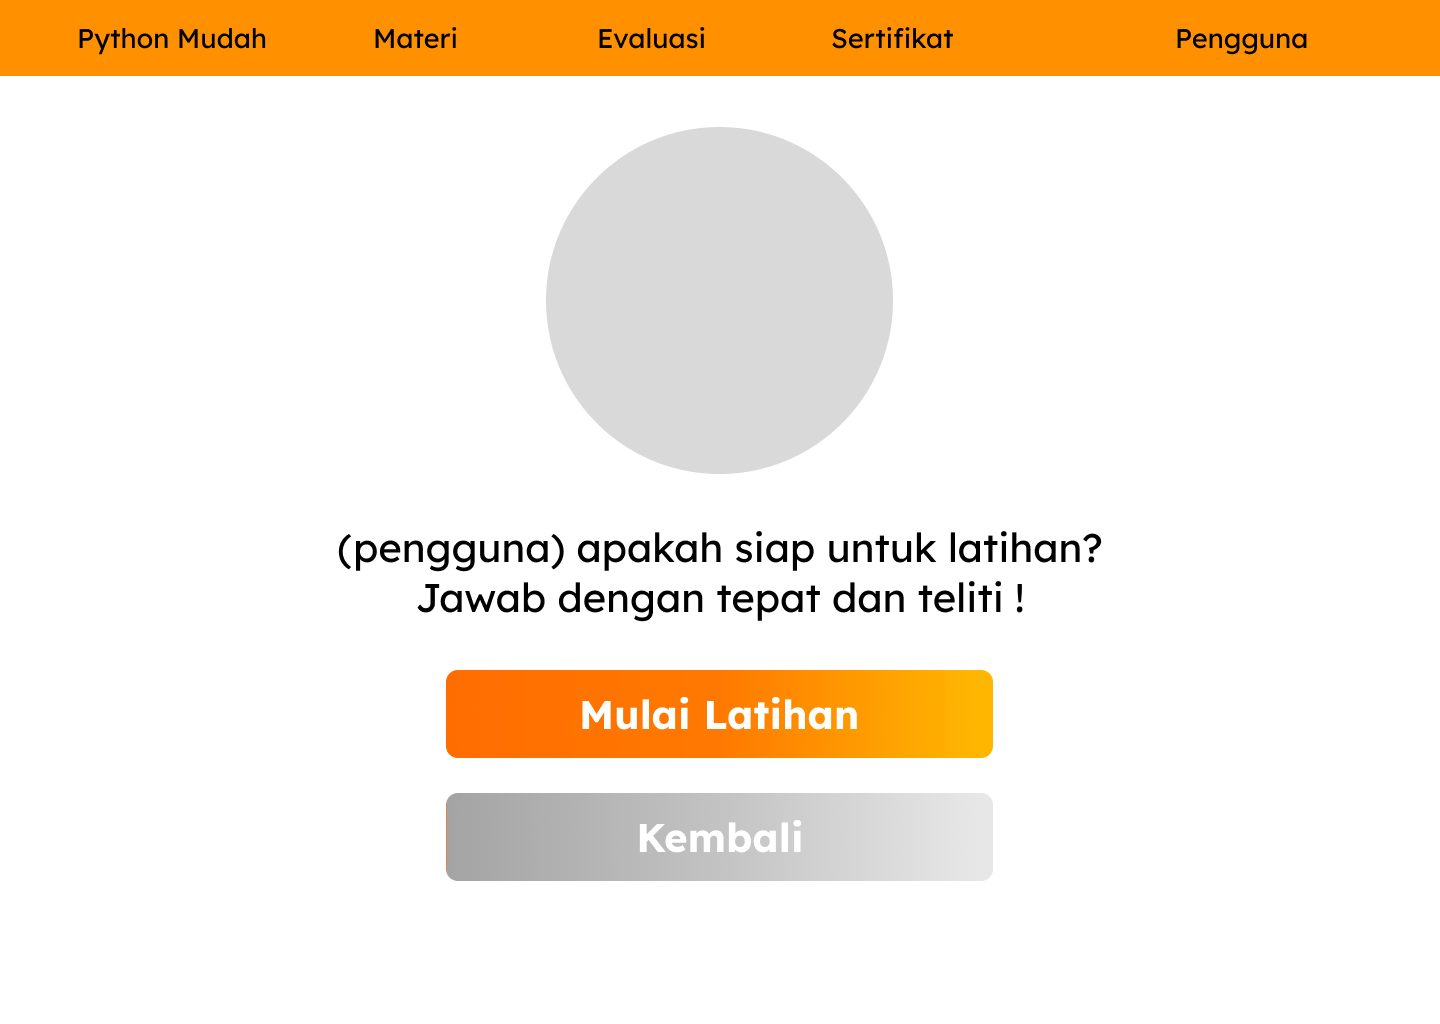 Python Mudah Materi Evaluasi Sertifikat Pengguna
(pengguna) apakah siap untuk latihan?
Jawab dengan tepat dan teliti !
Mulai Latihan
Kembali